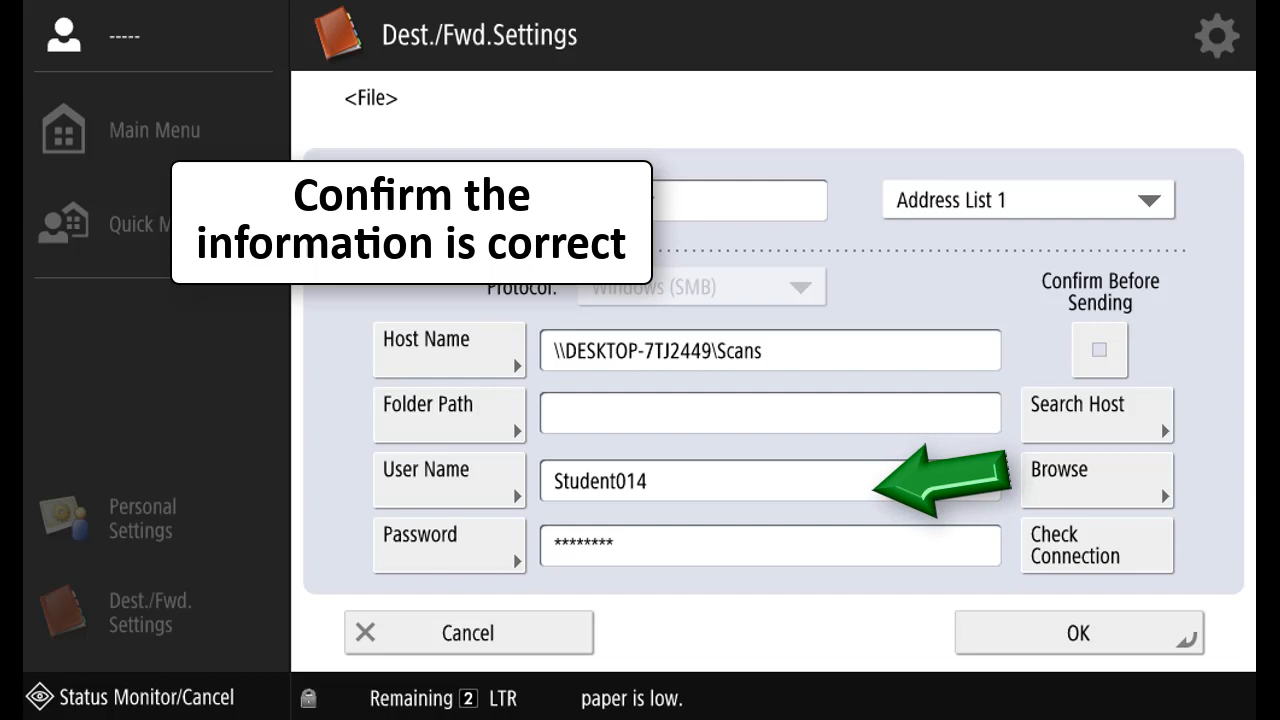 -----
Dest./Fwd.Settings
<File>
Main Menu
Confirm the
information is correct
Address List 1
Quick
Protocol:
Windows (SMB)
Confirm Before
Sending
Host Name
\\DESKTOP-7TJ2449\Scans
Folder Path
Search Host
User Name
Student014
Browse
Password
********
Check
Connection
Personal
Settings
Dest./Fwd.
Settings
Cancel
OK
Status Monitor/Cancel
Remaining 2 LTR paper is low.